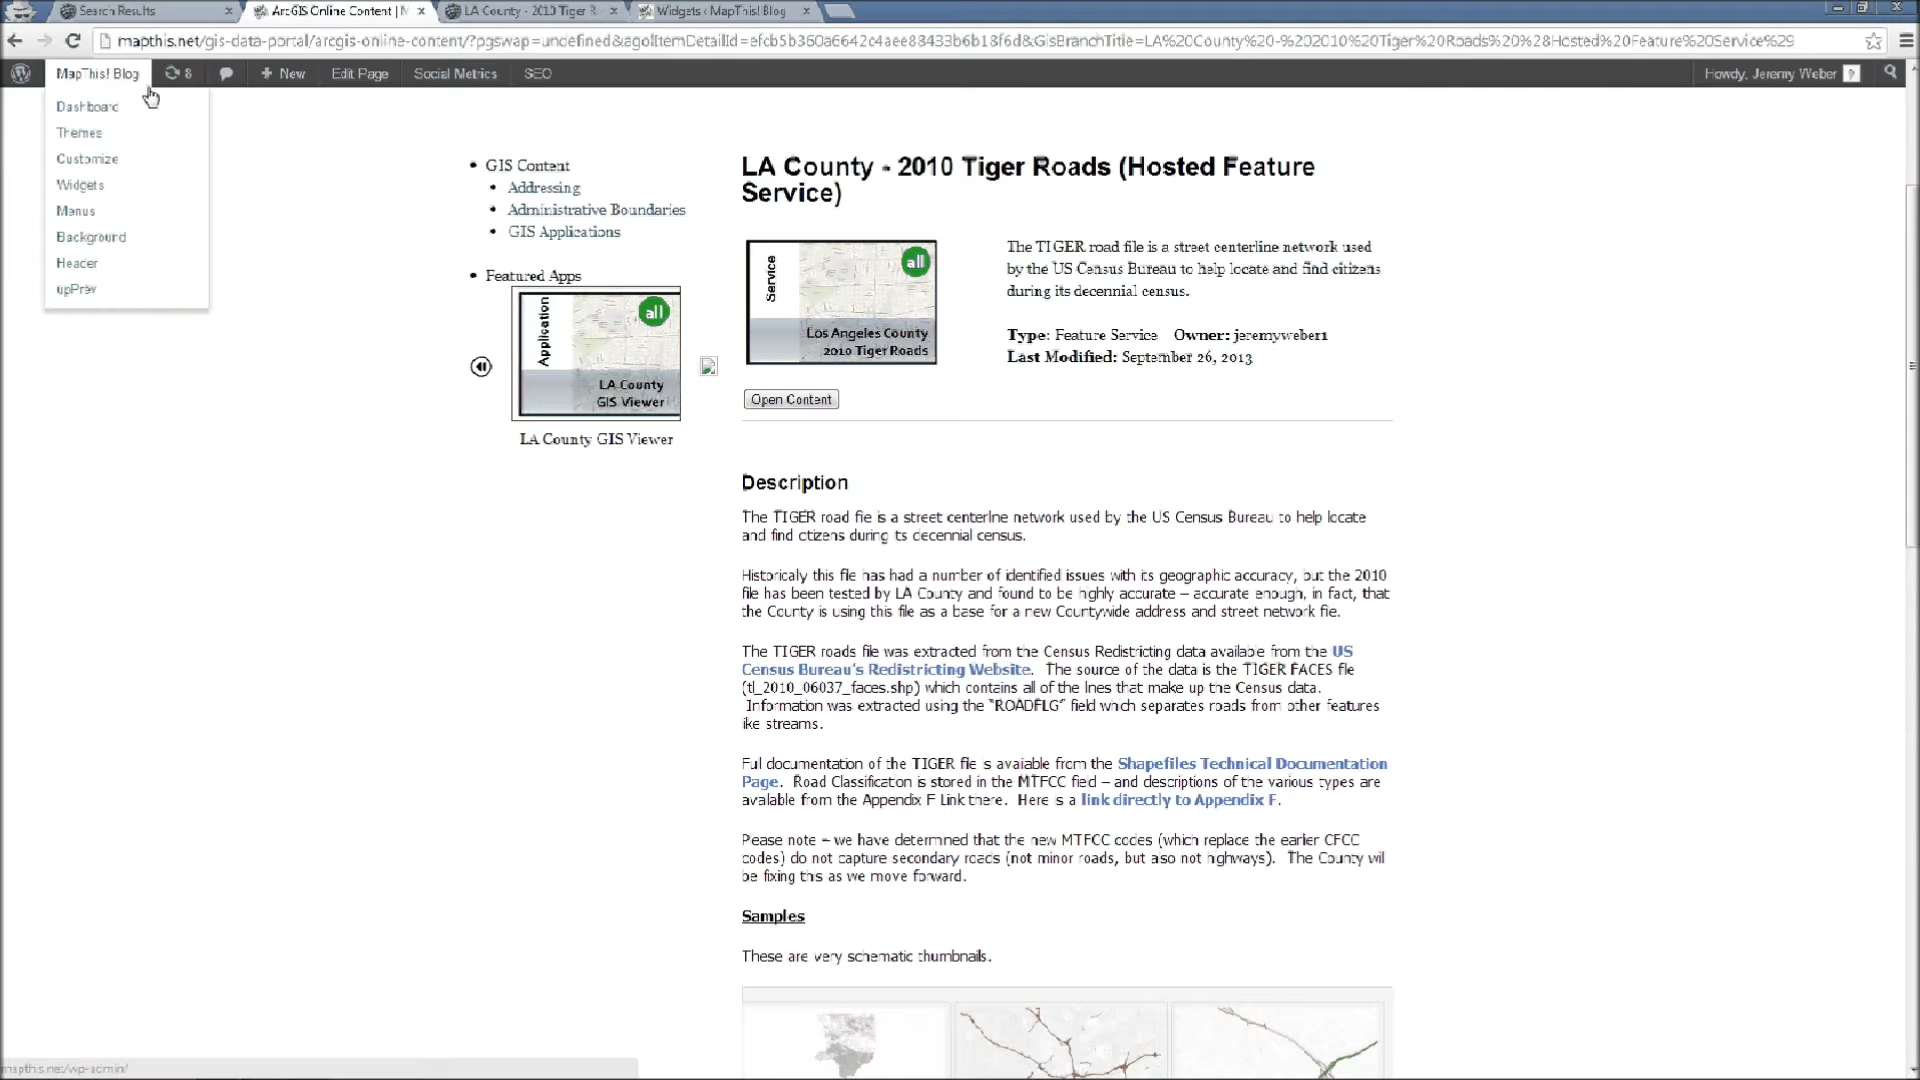 Search Results
ArcGIS Online Content | M
LA County - 2010 Tiger R
Widgets ‹ MapThis! Blog
mapthis.net/gis-data-portal/arcgis-online-content/?pgswap=undefined&agolItemDetailId=efcb5b360a6642c4aee88433b6b18f6d&GisBranchTitle=LA%20County%20-%202010%20Tiger%20Roads%20%28Hosted%20Feature%20Service%29
MapThis! Blog
8
+ New
Edit Page
Social Metrics
SEO
Howdy, Jeremy Weber
Dashboard
Themes
Customize
Widgets
Menus
Background
Header
upPrev
GIS Content
Addressing
Administrative Boundaries
GIS Applications
Featured Apps
Application
all
LA County
GIS Viewer
LA County GIS Viewer
LA County - 2010 Tiger Roads (Hosted Feature
Service)
Service
all
Los Angeles County
2010 Tiger Roads
The TIGER road file is a street centerline network used
by the US Census Bureau to help locate and find citizens
during its decennial census.
Type: Feature Service Owner: jeremyweber1
Last Modified: September 26, 2013
Open Content
Description
The TIGER road file is a street centerline network used by the US Census Bureau to help locate
and find citizens during its decennial census.
Historically this file has had a number of identified issues with its geographic accuracy, but the 2010
file has been tested by LA County and found to be highly accurate – accurate enough, in fact, that
the County is using this file as a base for a new Countywide address and street network file.
The TIGER roads file was extracted from the Census Redistricting data available from the US
Census Bureau's Redistricting Website. The source of the data is the TIGER FACES file
(tl_2010_06037_faces.shp) which contains all of the lines that make up the Census data.
Information was extracted using the "ROADFLG" field which separates roads from other features
like streams.
Full documentation of the TIGER file is available from the Shapefiles Technical Documentation
Page. Road Classification is stored in the MTFCC field – and descriptions of the various types are
available from the Appendix F Link there. Here is a link directly to Appendix F.
Please note – we have determined that the new MTFCC codes (which replace the earlier CFCC
codes) do not capture secondary roads (not minor roads, but also not highways). The County will
be fixing this as we move forward.
Samples
These are very schematic thumbnails.
mapthis.net/wp-admin/